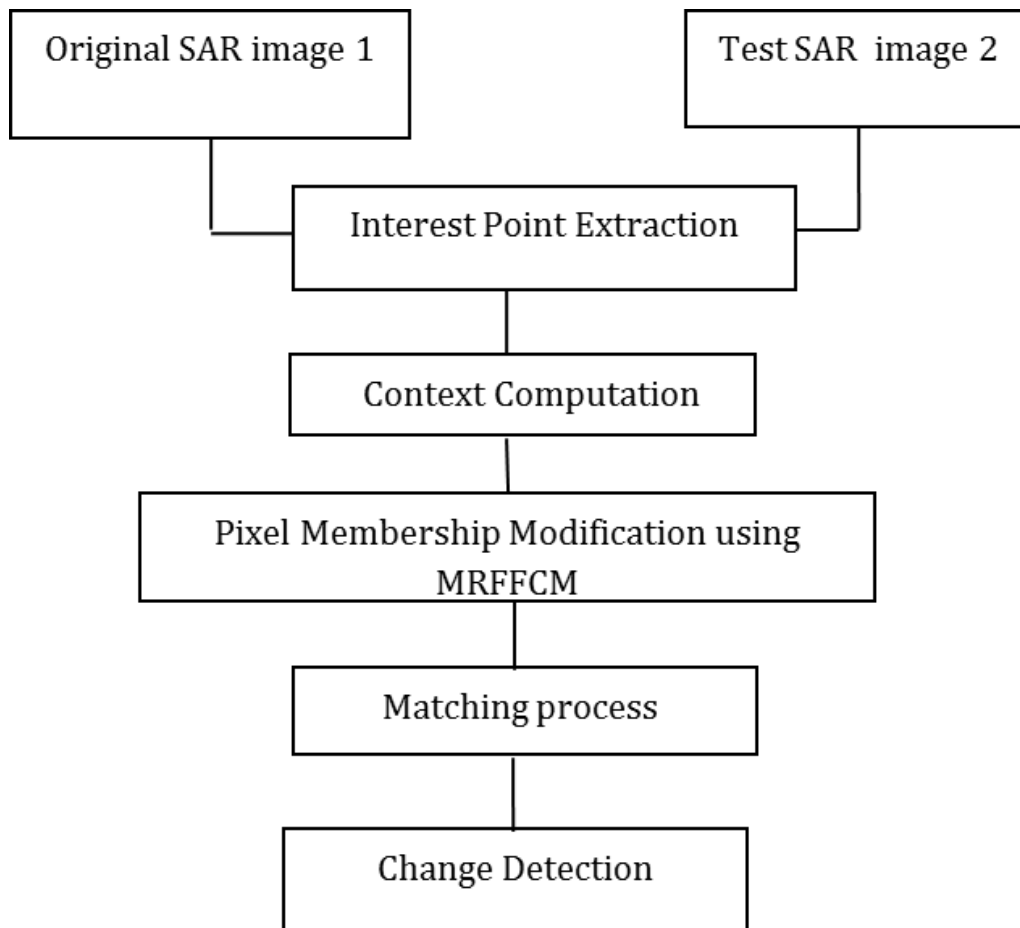 Original SAR image 1
Test SAR image 2
Interest Point Extraction
Context Computation
Pixel Membership Modification using
MRFFCM
Matching process
Change Detection